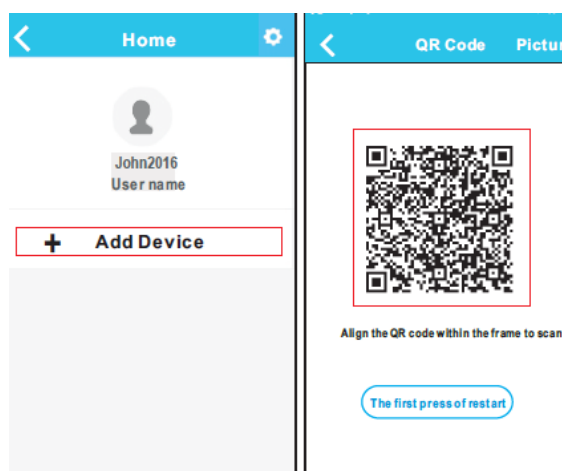 Home
John2016
User name
+ Add Device
QR Code
Align the QR code within the frame to scan
The first press of restart